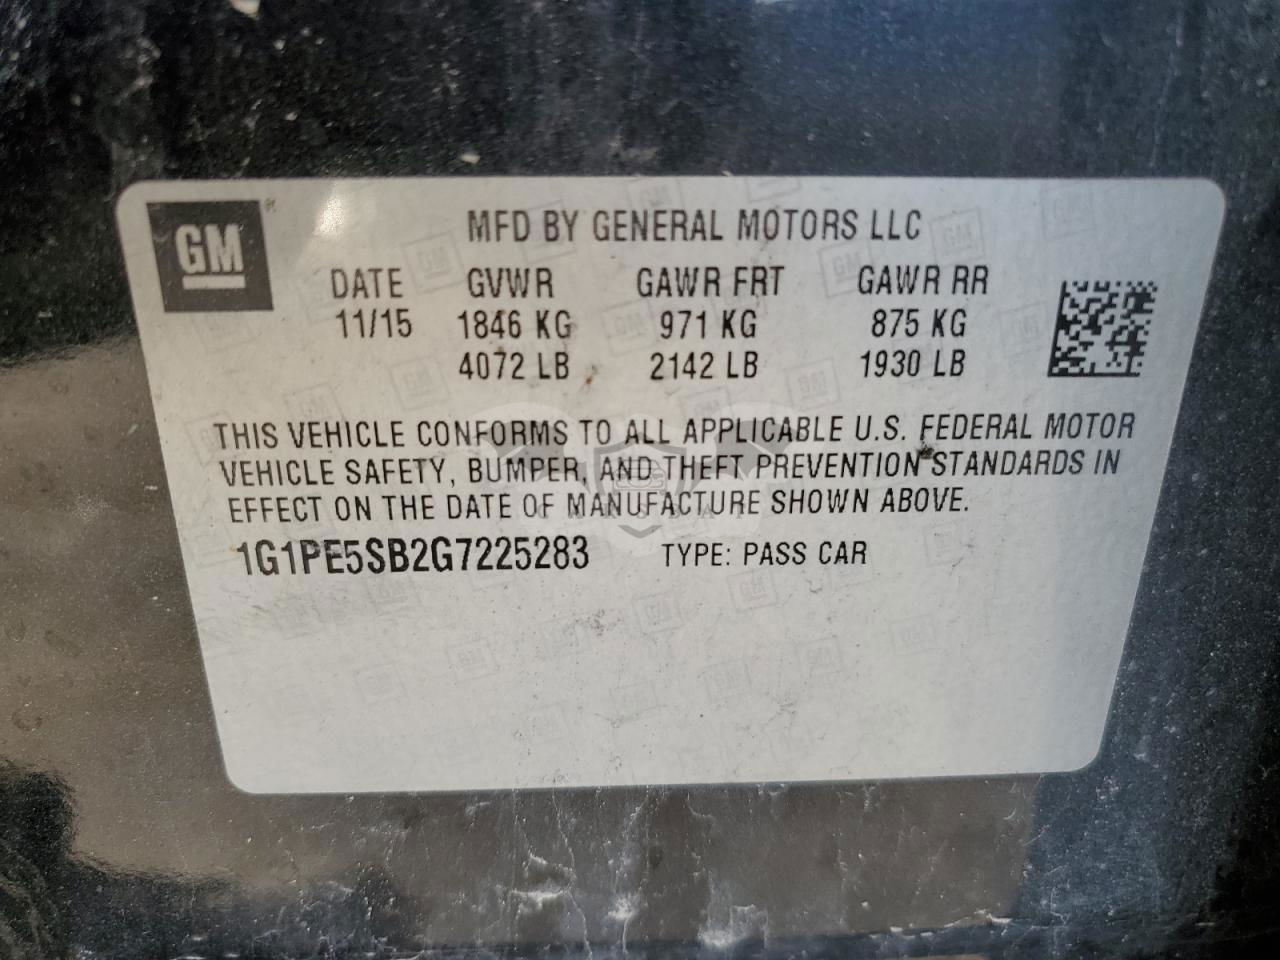 GM
MFD BY GENERAL MOTORS LLC
DATE GVWR GAWR FRT GAWR RR
11/15 1846 KG 971 KG 875 KG
4072 LB 2142 LB 1930 LB
THIS VEHICLE CONFORMS TO ALL APPLICABLE U.S. FEDERAL MOTOR
VEHICLE SAFETY, BUMPER, AND THEFT PREVENTION STANDARDS IN
EFFECT ON THE DATE OF MANUFACTURE SHOWN ABOVE.
1G1PE5SB2G7225283 TYPE: PASS CAR